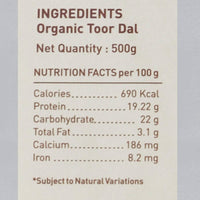 INGREDIENTS
Organic Toor Dal
Net Quantity : 500g
NUTRITION FACTS per 100 g
Calories.................. 690 Kcal
Protein.................... 19.22 g
Carbohydrate............ 22 g
Total Fat................... 3.1 g
Calcium.................. 186 mg
Iron ....................... 8.2 mg
*Subject to Natural Variations